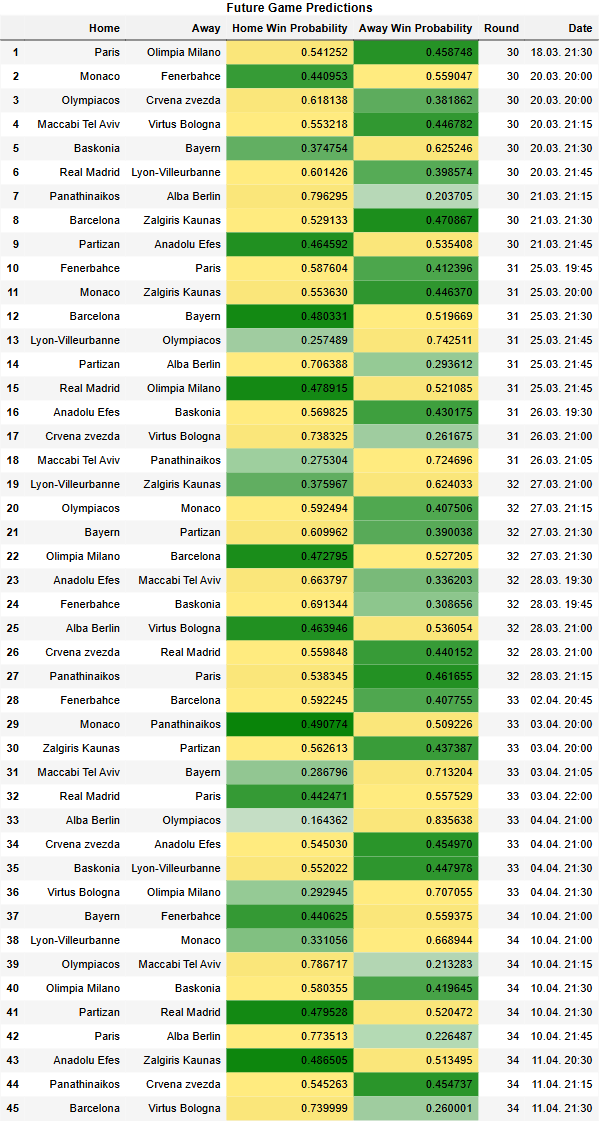 Future Game Predictions
Home Away Home Win Probability Away Win Probability Round Date
1 Paris Olimpia Milano 0.541252 0.458748 30 18.03. 21:30
2 Monaco Fenerbahce 0.440953 0.559047 30 20.03. 20:00
3 Olympiacos Crvena zvezda 0.618138 0.381862 30 20.03. 20:00
4 Maccabi Tel Aviv Virtus Bologna 0.553218 0.446782 30 20.03. 21:15
5 Baskonia Bayern 0.374754 0.625246 30 20.03. 21:30
6 Real Madrid Lyon-Villeurbanne 0.601426 0.398574 30 20.03. 21:45
7 Panathinaikos Alba Berlin 0.796295 0.203705 30 21.03. 21:15
8 Barcelona Zalgiris Kaunas 0.529133 0.470867 30 21.03. 21:30
9 Partizan Anadolu Efes 0.464592 0.535408 30 21.03. 21:45
10 Fenerbahce Paris 0.587604 0.412396 31 25.03. 19:45
11 Monaco Zalgiris Kaunas 0.553630 0.446370 31 25.03. 20:00
12 Barcelona Bayern 0.480331 0.519669 31 25.03. 21:30
13 Lyon-Villeurbanne Olympiacos 0.257489 0.742511 31 25.03. 21:45
14 Partizan Alba Berlin 0.706388 0.293612 31 25.03. 21:45
15 Real Madrid Olimpia Milano 0.478915 0.521085 31 25.03. 21:45
16 Anadolu Efes Baskonia 0.569825 0.430175 31 26.03. 19:30
17 Crvena zvezda Virtus Bologna 0.738325 0.261675 31 26.03. 21:00
18 Maccabi Tel Aviv Panathinaikos 0.275304 0.724696 31 26.03. 21:05
19 Lyon-Villeurbanne Zalgiris Kaunas 0.375967 0.624033 32 27.03. 21:00
20 Olympiacos Monaco 0.592494 0.407506 32 27.03. 21:15
21 Bayern Partizan 0.609962 0.390038 32 27.03. 21:30
22 Olimpia Milano Barcelona 0.472795 0.527205 32 27.03. 21:30
23 Anadolu Efes Maccabi Tel Aviv 0.663797 0.336203 32 28.03. 19:30
24 Fenerbahce Baskonia 0.691344 0.308656 32 28.03. 19:45
25 Alba Berlin Virtus Bologna 0.463946 0.536054 32 28.03. 21:00
26 Crvena zvezda Real Madrid 0.559848 0.440152 32 28.03. 21:00
27 Panathinaikos Paris 0.538345 0.461655 32 28.03. 21:15
28 Fenerbahce Barcelona 0.592245 0.407755 33 02.04. 20:45
29 Monaco Panathinaikos 0.490774 0.509226 33 03.04. 20:00
30 Zalgiris Kaunas Partizan 0.562613 0.437387 33 03.04. 20:00
31 Maccabi Tel Aviv Bayern 0.286796 0.713204 33 03.04. 21:05
32 Real Madrid Paris 0.442471 0.557529 33 03.04. 22:00
33 Alba Berlin Olympiacos 0.164362 0.835638 33 04.04. 21:00
34 Crvena zvezda Anadolu Efes 0.545030 0.454970 33 04.04. 21:00
35 Baskonia Lyon-Villeurbanne 0.552022 0.447978 33 04.04. 21:30
36 Virtus Bologna Olimpia Milano 0.292945 0.707055 33 04.04. 21:30
37 Bayern Fenerbahce 0.440625 0.559375 34 10.04. 21:00
38 Lyon-Villeurbanne Monaco 0.331056 0.668944 34 10.04. 21:00
39 Olympiacos Maccabi Tel Aviv 0.786717 0.213283 34 10.04. 21:15
40 Olimpia Milano Baskonia 0.580355 0.419645 34 10.04. 21:30
41 Partizan Real Madrid 0.479528 0.520472 34 10.04. 21:30
42 Paris Alba Berlin 0.773513 0.226487 34 10.04. 21:45
43 Anadolu Efes Zalgiris Kaunas 0.486505 0.513495 34 11.04. 20:30
44 Panathinaikos Crvena zvezda 0.545263 0.454737 34 11.04. 21:15
45 Barcelona Virtus Bologna 0.739999 0.260001 34 11.04. 21:30